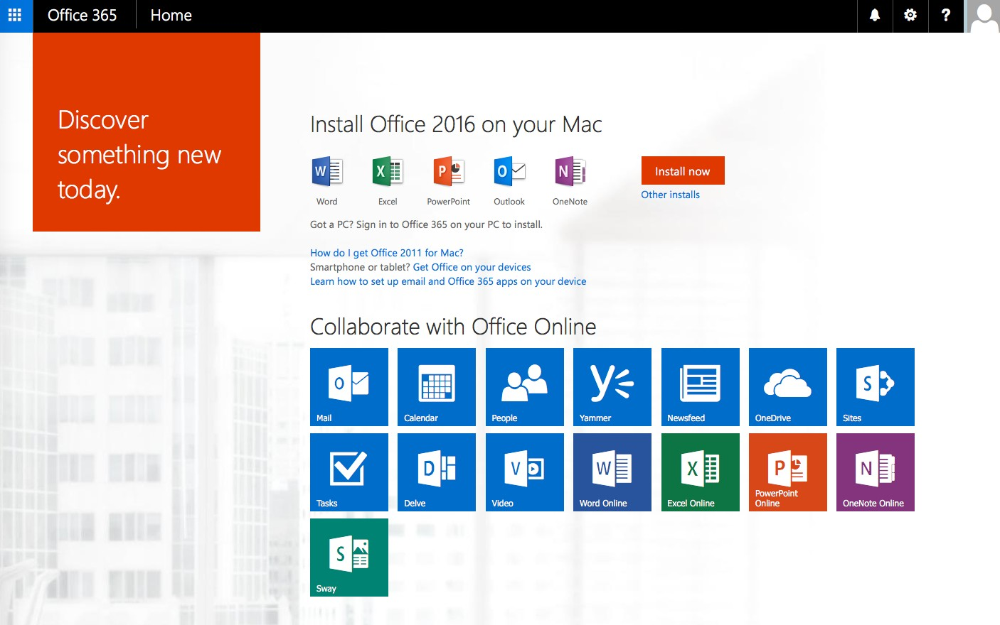 Office 365
Home
?
Discover
something new
today.
Install Office 2016 on your Mac
W
X
P
O
N
Word
Excel
PowerPoint
Outlook
OneNote
Install now
Other installs
Got a PC? Sign in to Office 365 on your PC to install.
How do I get Office 2011 for Mac?
Smartphone or tablet? Get Office on your devices
Learn how to set up email and Office 365 apps on your device
Collaborate with Office Online
O
Mail
Calendar
People
Y
Yammer
Newsfeed
OneDrive
S
Sites
Tasks
D
Delve
V
Video
W
Word Online
X
Excel Online
P
PowerPoint
Online
N
OneNote Online
S
Sway